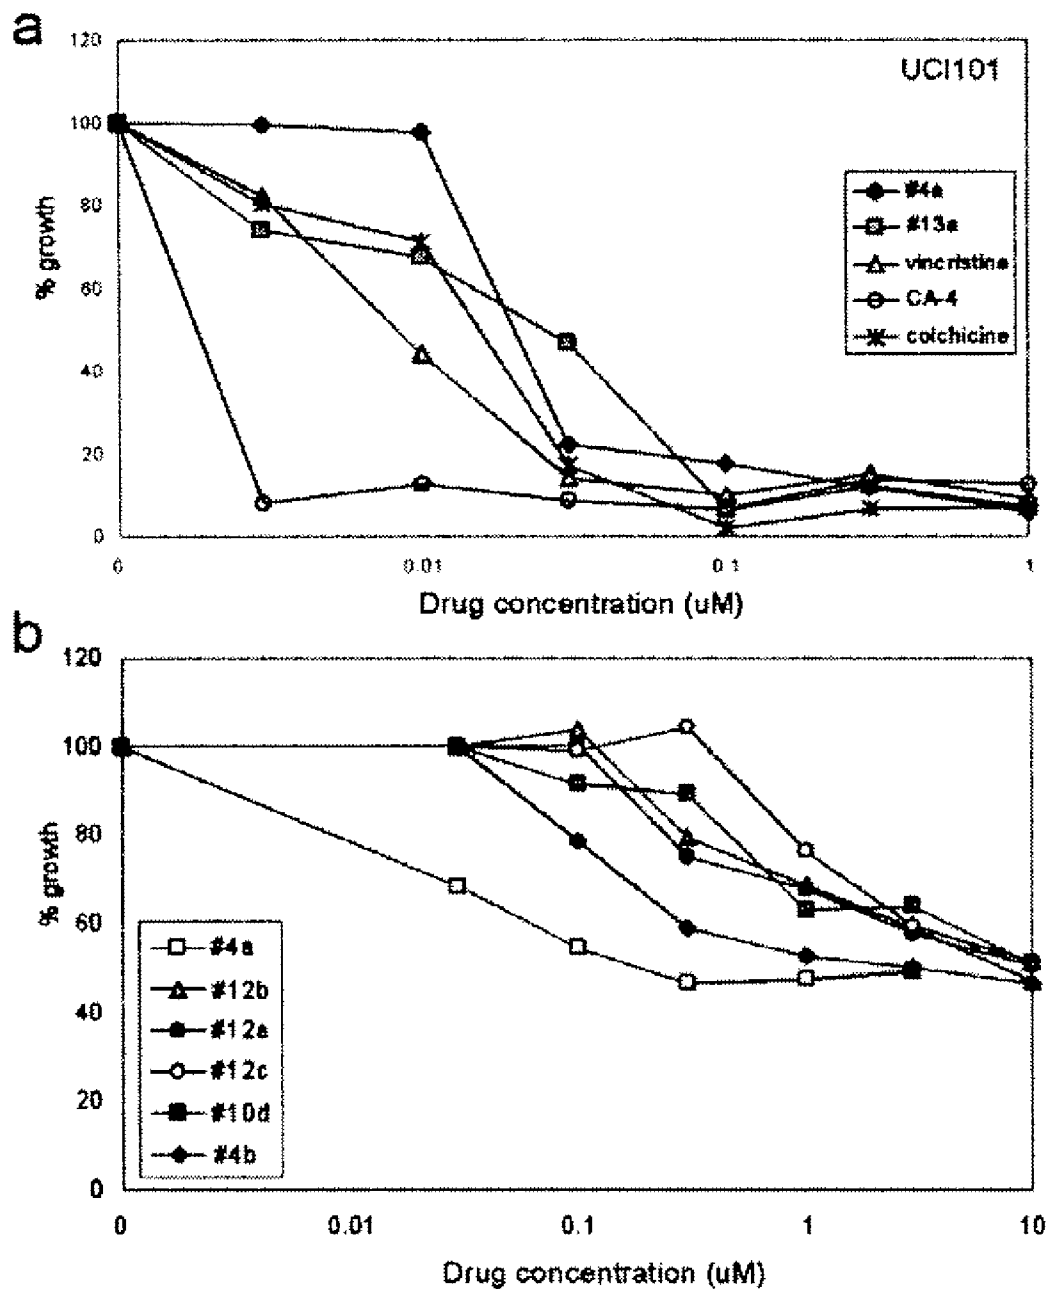 a
120
UCI101
100
80
60
40
20
0
% growth
#4a
#13a
vincristine
CA-4
colchicine
0 0.01 0.1 1
Drug concentration (uM)
b
120
100
80
60
40
20
0
% growth
#4a
#12b
#12a
#12c
#10d
#4b
0 0.01 0.1 1 10
Drug concentration (uM)